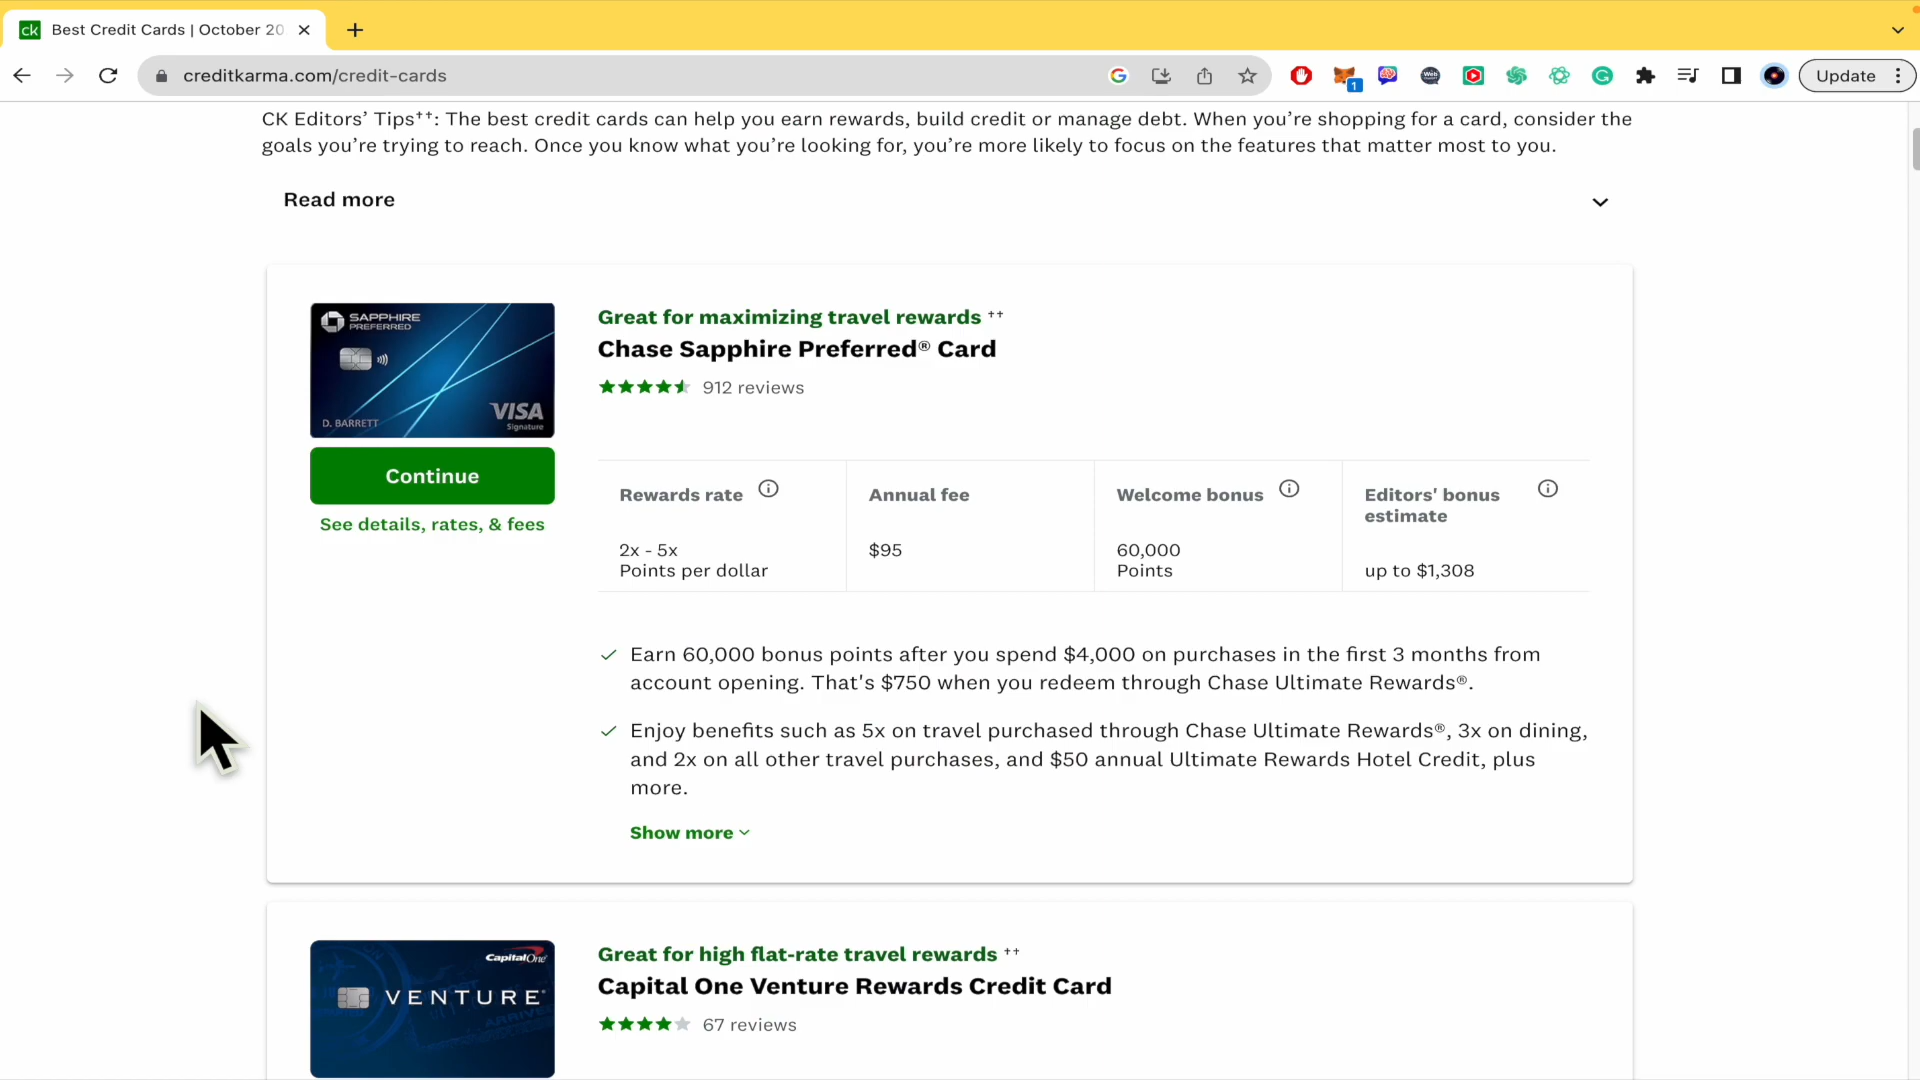 ck Best Credit Cards | October 20
creditkarma.com/credit-cards
1
Web
Update
CK Editors’ Tips††: The best credit cards can help you earn rewards, build credit or manage debt. When you’re shopping for a card, consider the
goals you’re trying to reach. Once you know what you’re looking for, you’re more likely to focus on the features that matter most to you.
Read more
SAPPHIRE
PREFERRED
D. BARRETT
VISA
Signature
Continue
See details, rates, & fees
Great for maximizing travel rewards ††
Chase Sapphire Preferred® Card
912 reviews
Rewards rate
2x - 5x
Points per dollar
Annual fee
$95
Welcome bonus
60,000
Points
Editors' bonus
estimate
up to $1,308
Earn 60,000 bonus points after you spend $4,000 on purchases in the first 3 months from
account opening. That's $750 when you redeem through Chase Ultimate Rewards®.
Enjoy benefits such as 5x on travel purchased through Chase Ultimate Rewards®, 3x on dining,
and 2x on all other travel purchases, and $50 annual Ultimate Rewards Hotel Credit, plus
more.
Show more
Capital One
VENTURE®
Great for high flat-rate travel rewards ††
Capital One Venture Rewards Credit Card
67 reviews